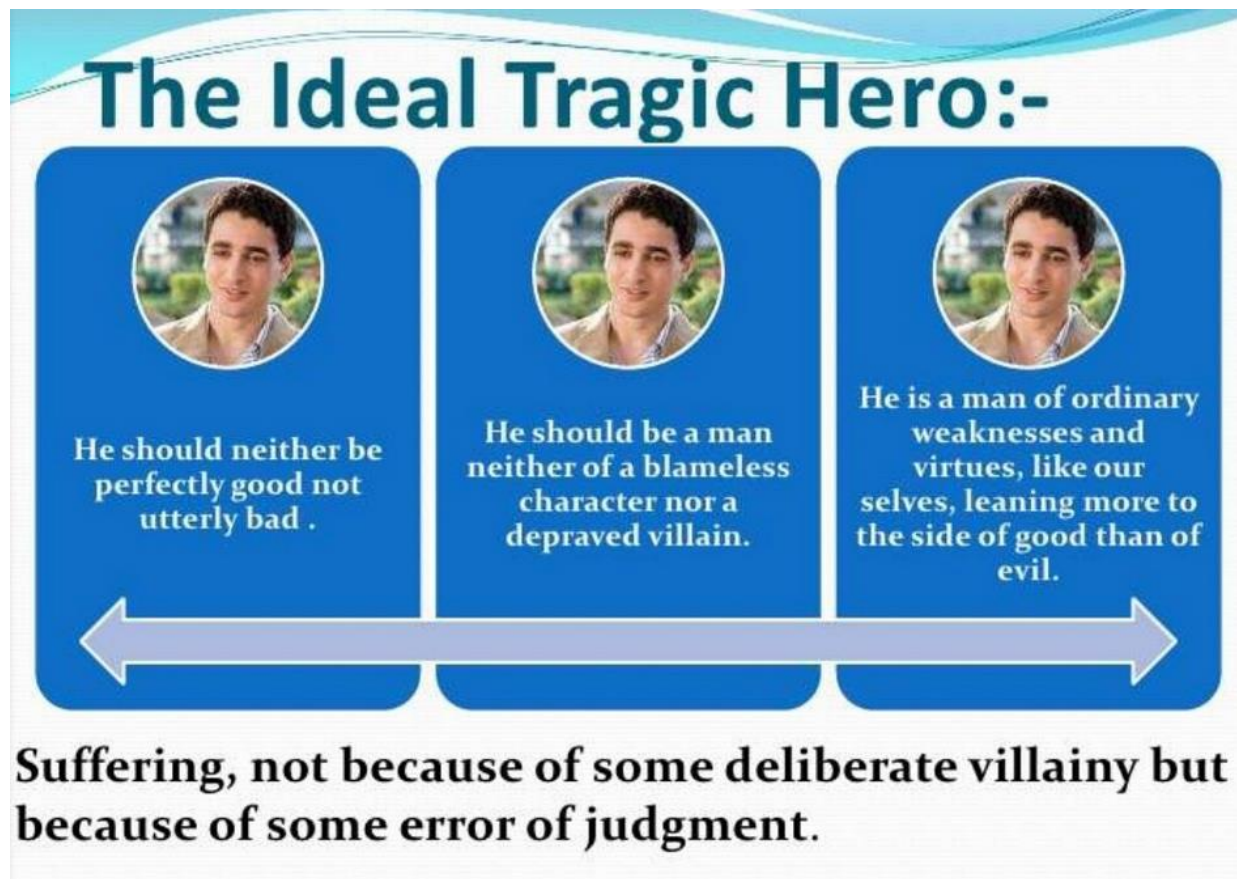 The Ideal Tragic Hero:-
He should neither be
perfectly good not
utterly bad .
He should be a man
neither of a blameless
character nor a
depraved villain.
He is a man of ordinary
weaknesses and
virtues, like our
selves, leaning more to
the side of good than of
evil.
Suffering, not because of some deliberate villainy but
because of some error of judgment.